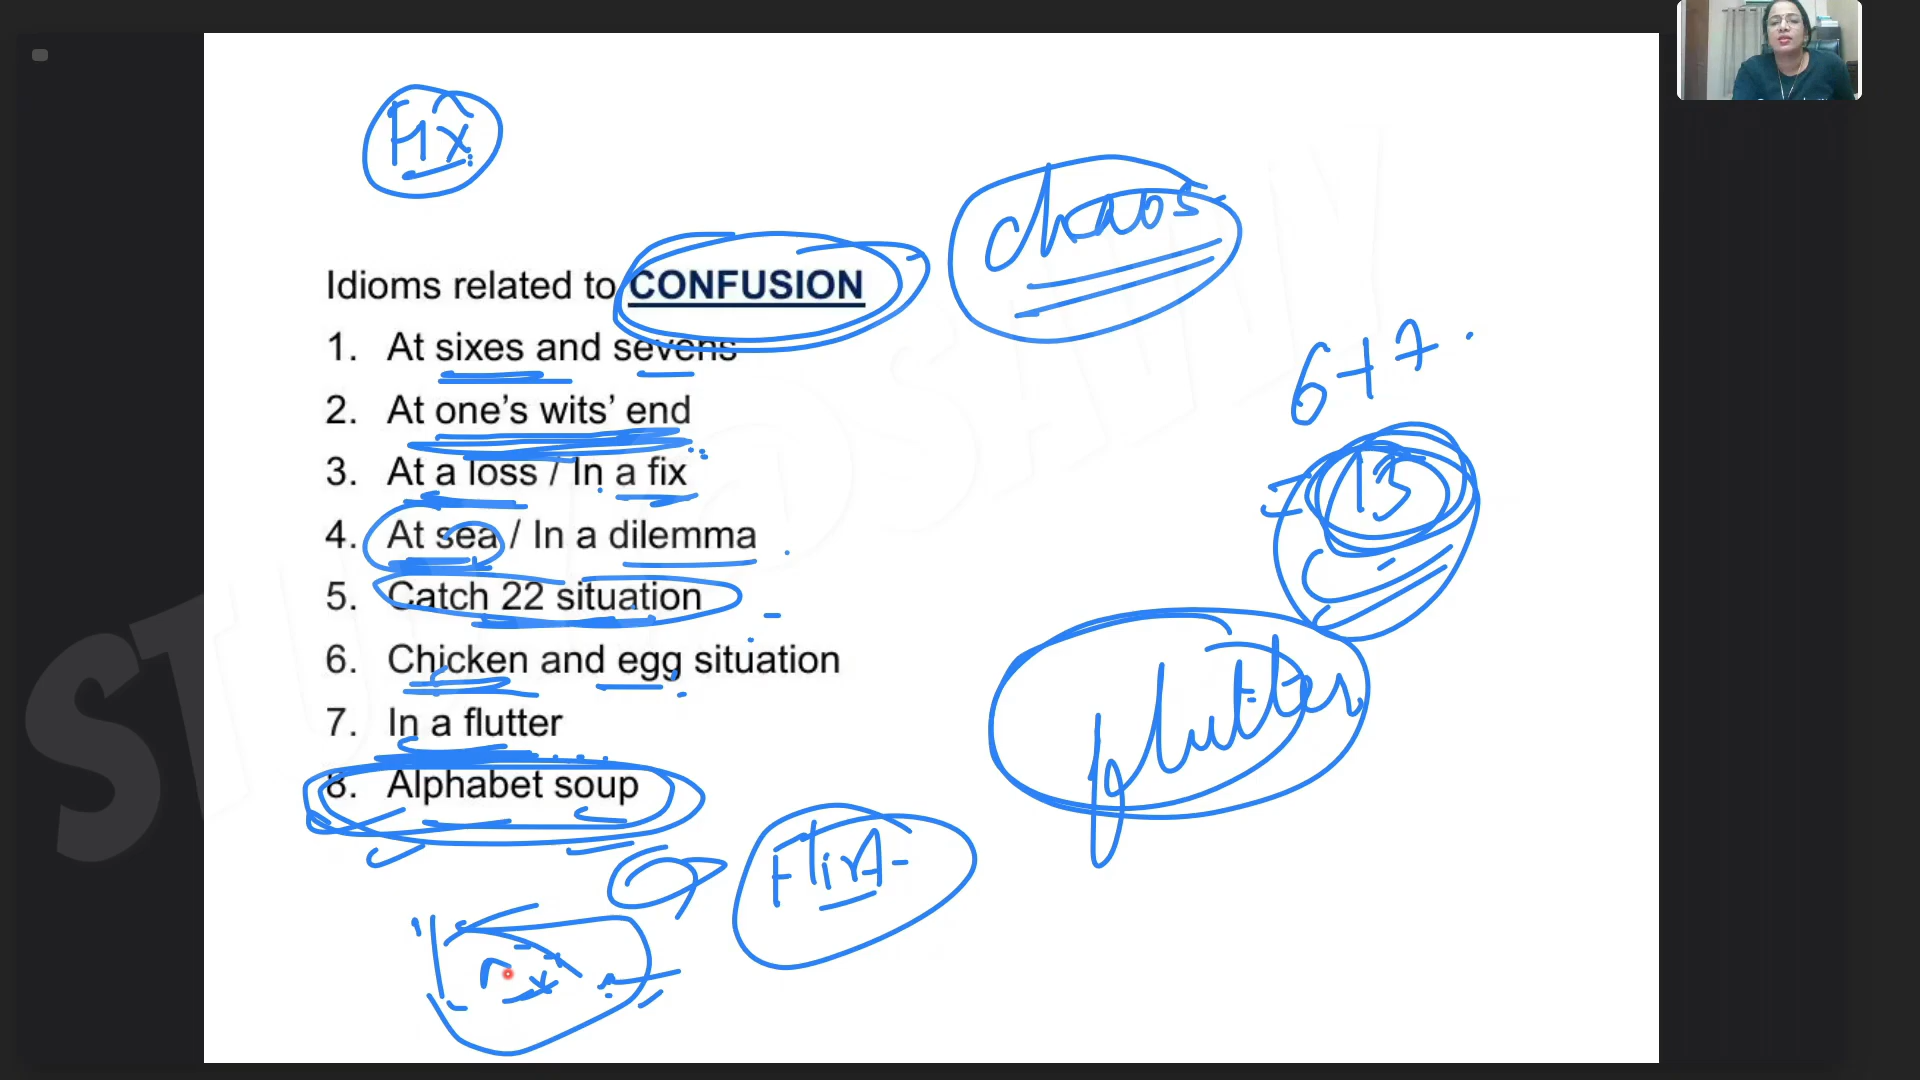 Fix
chaos
Idioms related to CONFUSION
1. At sixes and sevens
2. At one's wits' end
3. At a loss / In a fix
4. At sea / In a dilemma
5. Catch 22 situation
6. Chicken and egg situation
7. In a flutter
8. Alphabet soup
6+7
= 13
flutter
Flirt